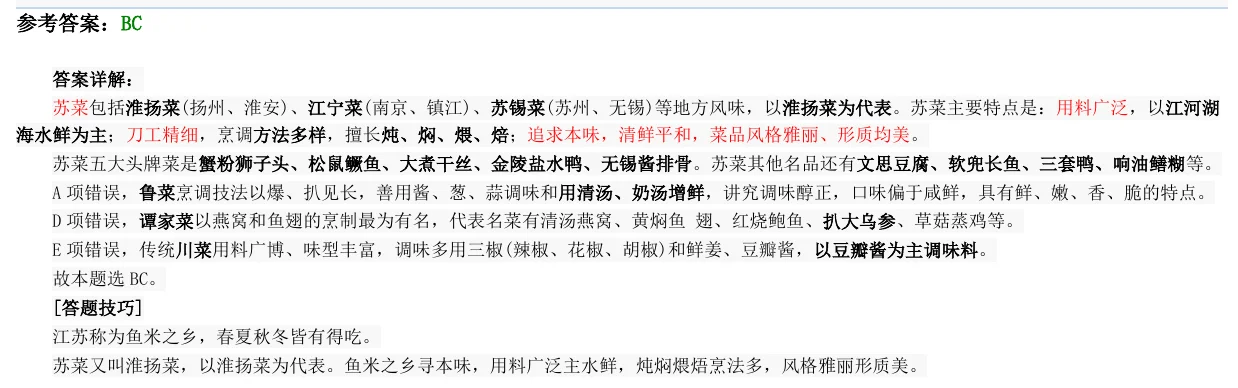 参考答案：BC
答案详解：
苏菜包括淮扬菜(扬州、淮安)、江宁菜(南京、镇江)、苏锡菜(苏州、无锡)等地方风味，以淮扬菜为代表。苏菜主要特点是：用料广泛，以江河湖
海水鲜为主；刀工精细，烹调方法多样，擅长炖、焖、煨、焙；追求本味，清鲜平和，菜品风格雅丽、形质均美。
苏菜五大头牌菜是蟹粉狮子头、松鼠鳜鱼、大煮干丝、金陵盐水鸭、无锡酱排骨。苏菜其他名品还有文思豆腐、软兜长鱼、三套鸭、响油鳝糊等。
A 项错误，鲁菜烹调技法以爆、扒见长，善用酱、葱、蒜调味和用清汤、奶汤增鲜，讲究调味醇正，口味偏于咸鲜，具有鲜、嫩、香、脆的特点。
D 项错误，谭家菜以燕窝和鱼翅的烹制最为有名，代表名菜有清汤燕窝、黄焖鱼 翅、红烧鲍鱼、扒大乌参、草菇蒸鸡等。
E 项错误，传统川菜用料广博、味型丰富，调味多用三椒(辣椒、花椒、胡椒)和鲜姜、豆瓣酱，以豆瓣酱为主调味料。
故本题选 BC。
[答题技巧]
江苏称为鱼米之乡，春夏秋冬皆有得吃。
苏菜又叫淮扬菜，以淮扬菜为代表。鱼米之乡寻本味，用料广泛主水鲜，炖焖煨焐烹法多，风格雅丽形质美。